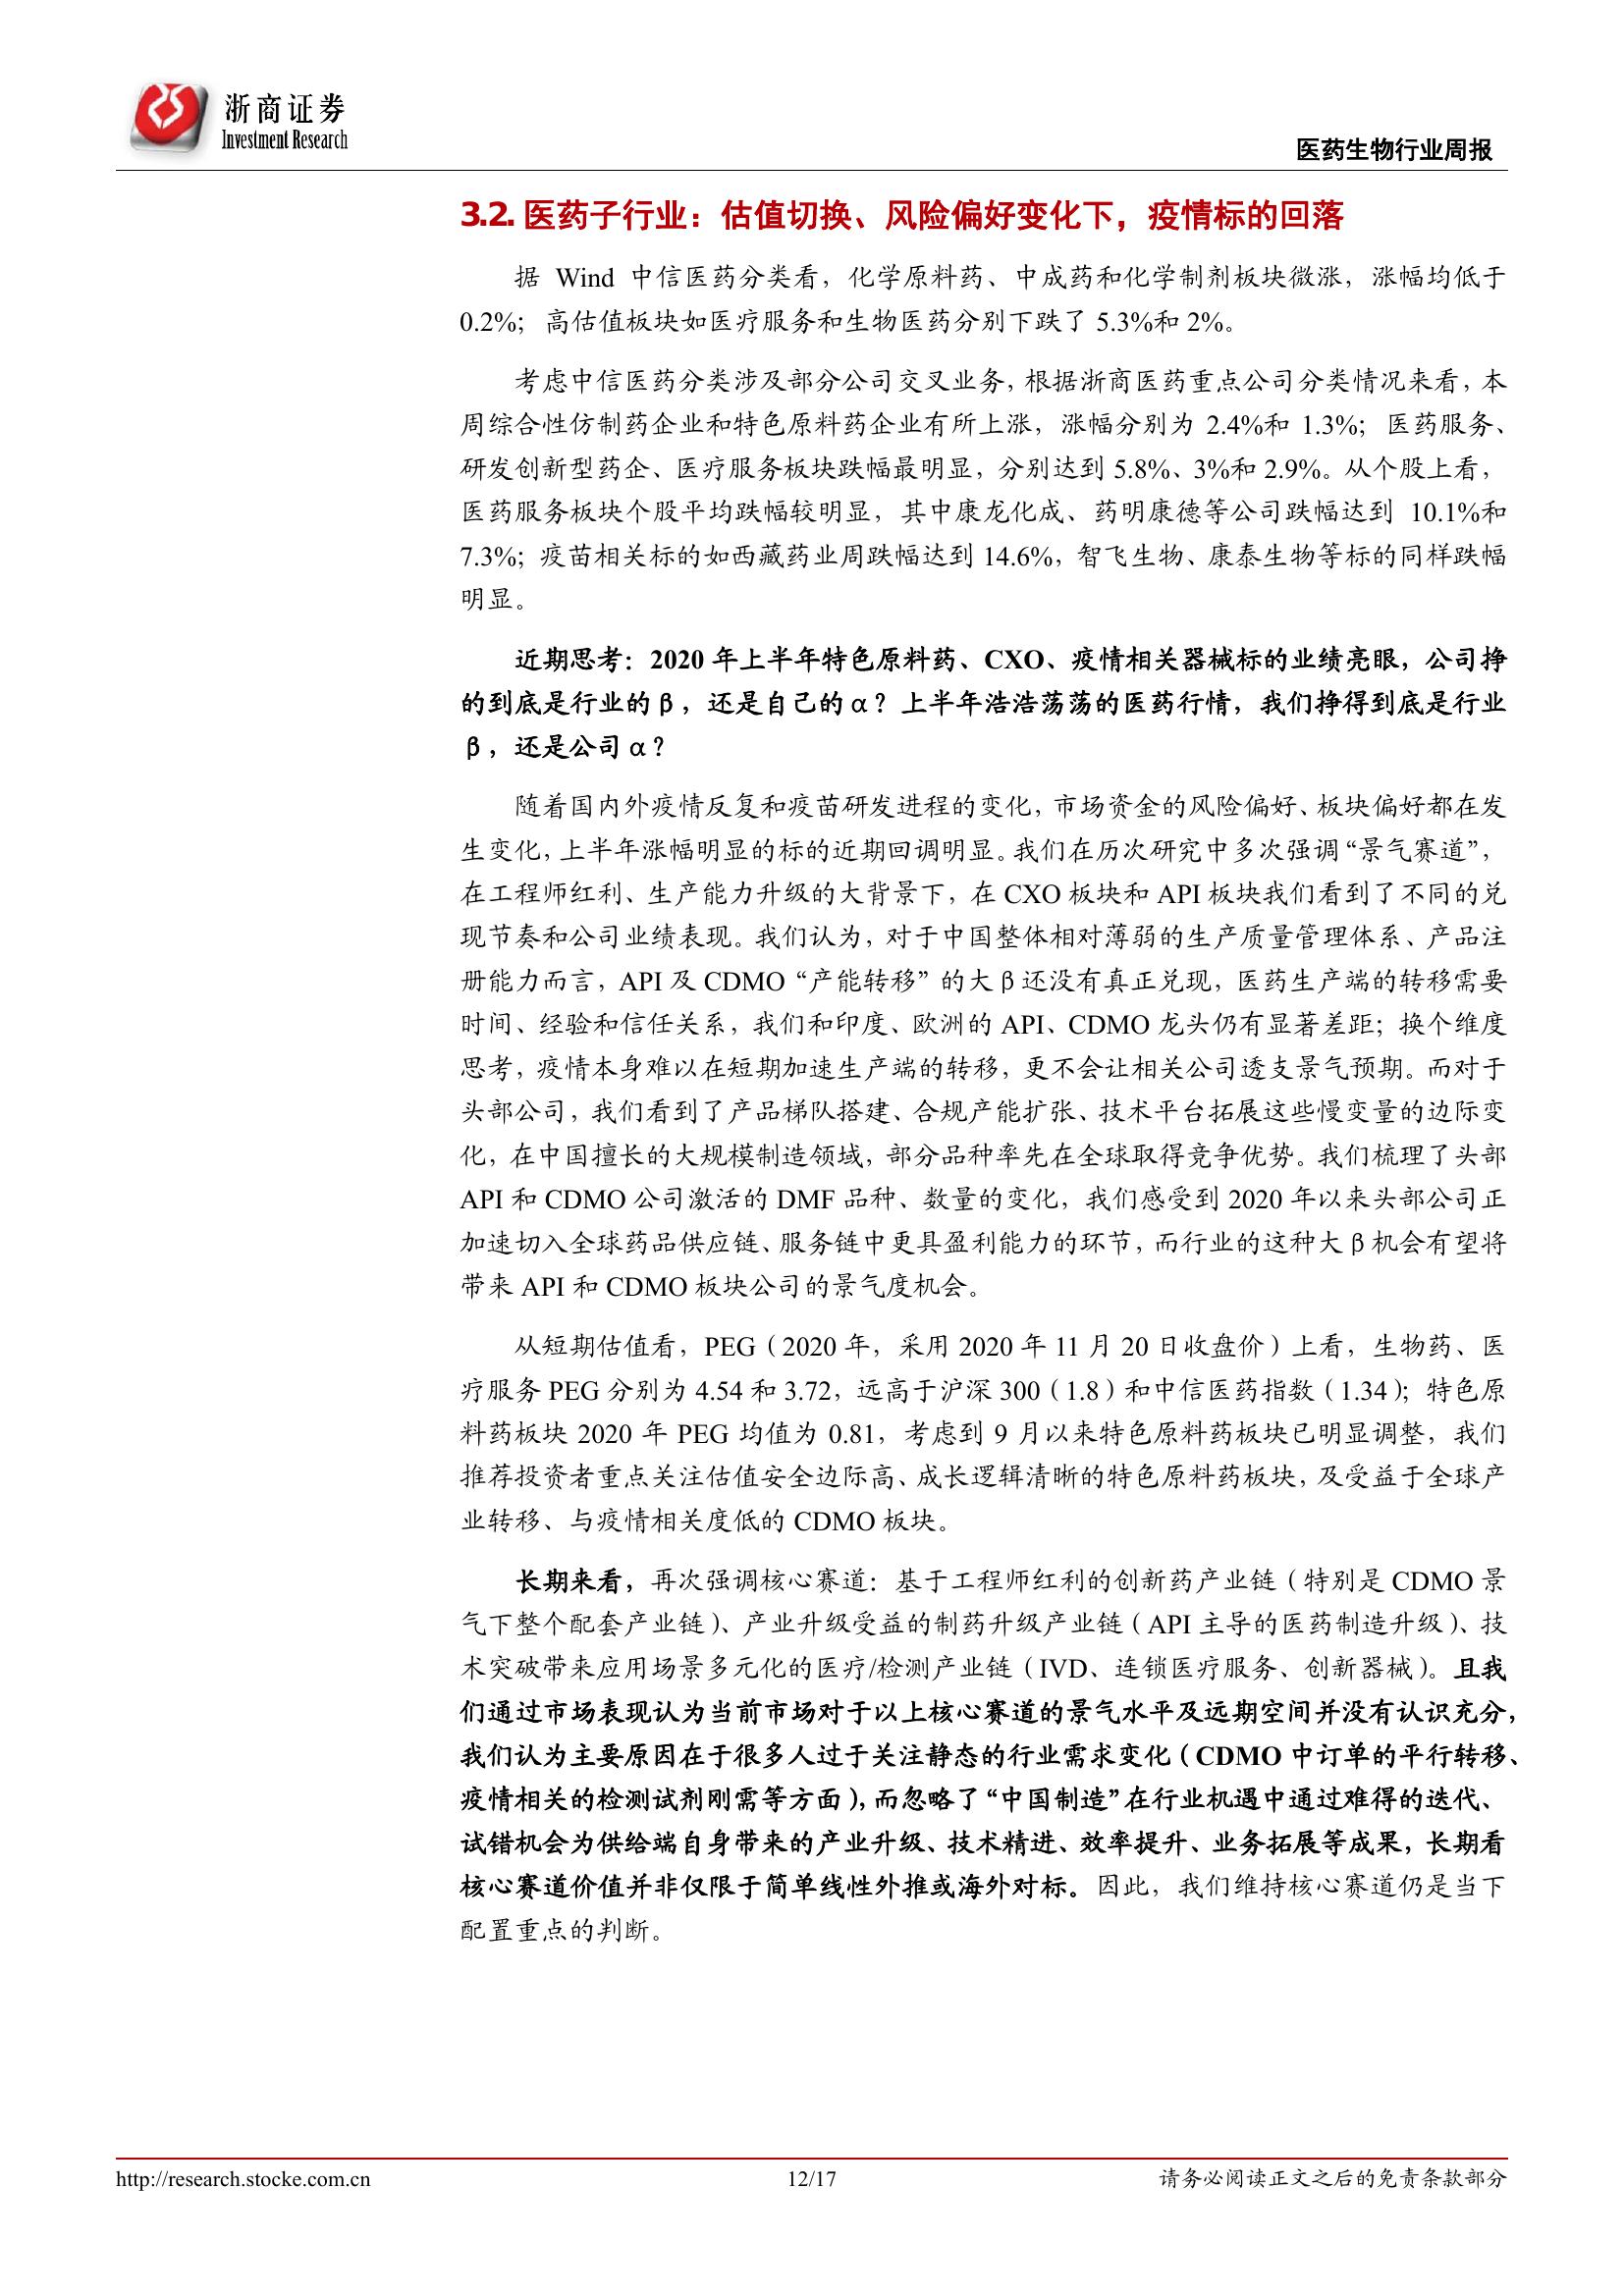 浙商证券
Investment Research
医药生物行业周报
3.2. 医药子行业：估值切换、风险偏好变化下，疫情标的回落
据 Wind 中信医药分类看，化学原料药、中成药和化学制剂板块微涨，涨幅均低于
0.2%；高估值板块如医疗服务和生物医药分别下跌了 5.3%和 2%。
考虑中信医药分类涉及部分公司交叉业务，根据浙商医药重点公司分类情况来看，本
周综合性仿制药企业和特色原料药企业有所上涨，涨幅分别为 2.4%和 1.3%；医药服务、
研发创新型药企、医疗服务板块跌幅最明显，分别达到 5.8%、3%和 2.9%。从个股上看，
医药服务板块个股平均跌幅较明显，其中康龙化成、药明康德等公司跌幅达到 10.1%和
7.3%；疫苗相关标的如西藏药业周跌幅达到 14.6%，智飞生物、康泰生物等标的同样跌幅
明显。
近期思考：2020 年上半年特色原料药、CXO、疫情相关器械标的业绩亮眼，公司挣
的到底是行业的 β，还是自己的 α？上半年浩浩荡荡的医药行情，我们挣得到底是行业
β，还是公司 α？
随着国内外疫情反复和疫苗研发进程的变化，市场资金的风险偏好、板块偏好都在发
生变化，上半年涨幅明显的标的近期回调明显。我们在历次研究中多次强调“景气赛道”，
在工程师红利、生产能力升级的大背景下，在 CXO 板块和 API 板块我们看到了不同的兑
现节奏和公司业绩表现。我们认为，对于中国整体相对薄弱的生产质量管理体系、产品注
册能力而言，API 及 CDMO“产能转移”的大 β 还没有真正兑现，医药生产端的转移需要
时间、经验和信任关系，我们和印度、欧洲的 API、CDMO 龙头仍有显著差距；换个维度
思考，疫情本身难以在短期加速生产端的转移，更不会让相关公司透支景气预期。而对于
头部公司，我们看到了产品梯队搭建、合规产能扩张、技术平台拓展这些慢变量的边际变
化，在中国擅长的大规模制造领域，部分品种率先在全球取得竞争优势。我们梳理了头部
API 和 CDMO 公司激活的 DMF 品种、数量的变化，我们感受到 2020 年以来头部公司正
加速切入全球药品供应链、服务链中更具盈利能力的环节，而行业的这种大 β 机会有望将
带来 API 和 CDMO 板块公司的景气度机会。
从短期估值看，PEG（2020 年，采用 2020 年 11 月 20 日收盘价）上看，生物药、医
疗服务 PEG 分别为 4.54 和 3.72，远高于沪深 300（1.8）和中信医药指数（1.34）；特色原
料药板块 2020 年 PEG 均值为 0.81，考虑到 9 月以来特色原料药板块已明显调整，我们
推荐投资者重点关注估值安全边际高、成长逻辑清晰的特色原料药板块，及受益于全球产
业转移、与疫情相关度低的 CDMO 板块。
长期来看，再次强调核心赛道：基于工程师红利的创新药产业链（特别是 CDMO 景
气下整个配套产业链）、产业升级受益的制药升级产业链（API 主导的医药制造升级）、技
术突破带来应用场景多元化的医疗/检测产业链（IVD、连锁医疗服务、创新器械）。且我
们通过市场表现认为当前市场对于以上核心赛道的景气水平及远期空间并没有认识充分，
我们认为主要原因在于很多人过于关注静态的行业需求变化（CDMO 中订单的平行转移、
疫情相关的检测试剂刚需等方面），而忽略了“中国制造”在行业机遇中通过难得的迭代、
试错机会为供给端自身带来的产业升级、技术精进、效率提升、业务拓展等成果，长期看
核心赛道价值并非仅限于简单线性外推或海外对标。因此，我们维持核心赛道仍是当下
配置重点的判断。
http://research.stocke.com.cn
12/17
请务必阅读正文之后的免责条款部分